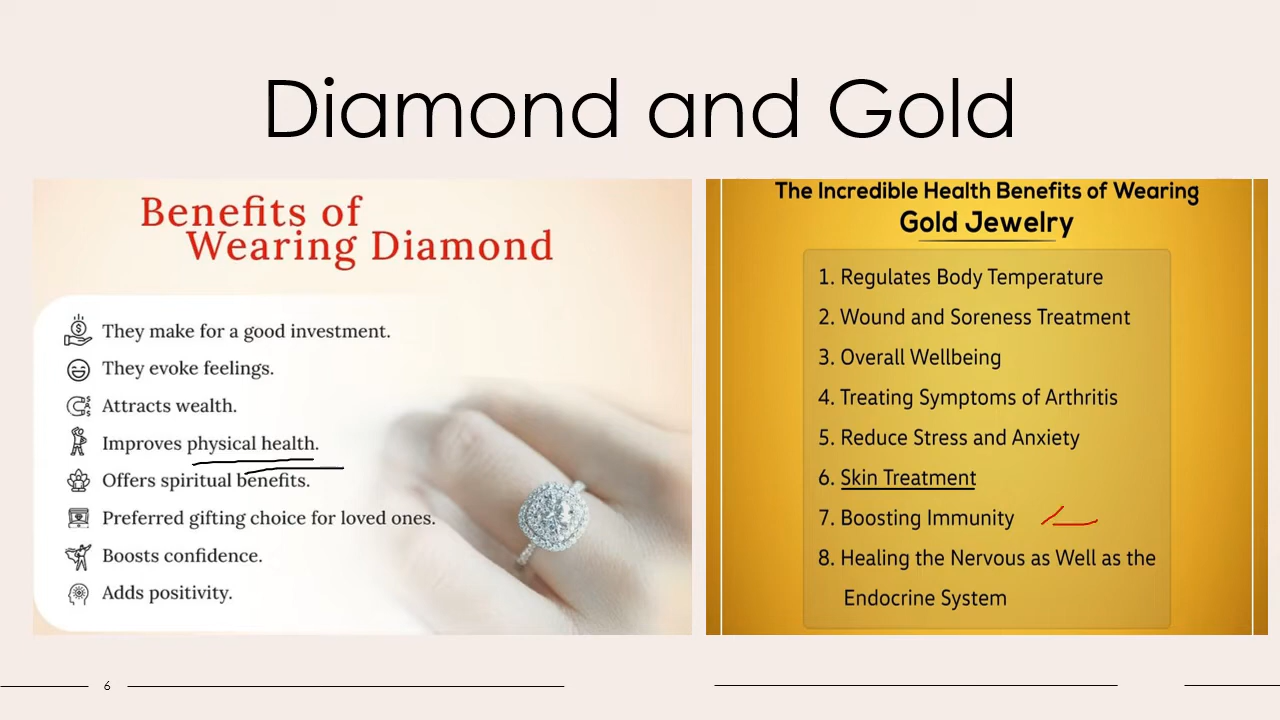 Diamond and Gold
Benefits of
Wearing Diamond
They make for a good investment.
They evoke feelings.
Attracts wealth.
Improves physical health.
Offers spiritual benefits.
Preferred gifting choice for loved ones.
Boosts confidence.
Adds positivity.
The Incredible Health Benefits of Wearing
Gold Jewelry
1. Regulates Body Temperature
2. Wound and Soreness Treatment
3. Overall Wellbeing
4. Treating Symptoms of Arthritis
5. Reduce Stress and Anxiety
6. Skin Treatment
7. Boosting Immunity
8. Healing the Nervous as Well as the
Endocrine System
6